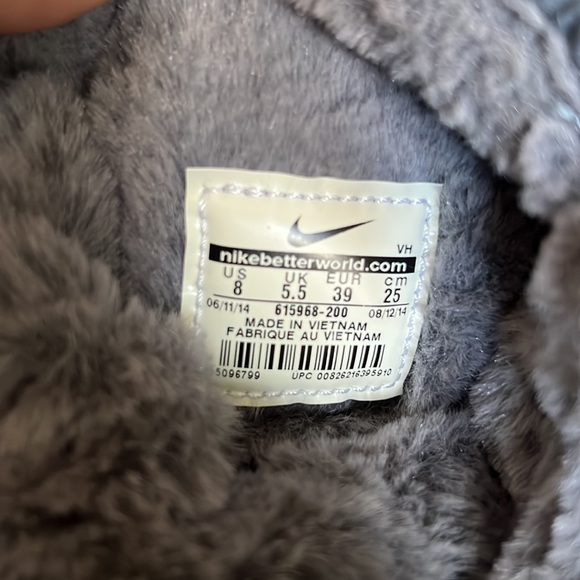 VH
nikebetterworld.com
US UK EUR cm
8 5.5 39 25
06/11/14 615968-200 08/12/14
MADE IN VIETNAM
FABRIQUE AU VIETNAM
5096799 UPC 00826216395910